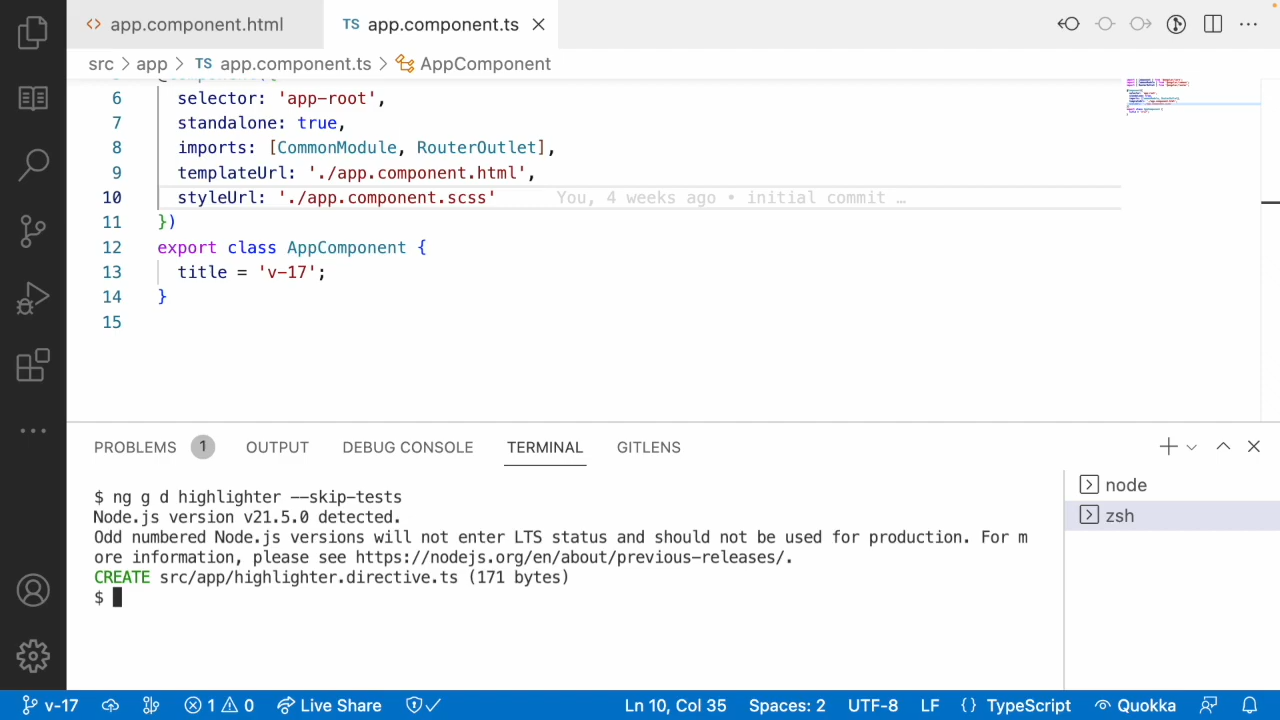 <> app.component.html
TS app.component.ts
src > app > TS app.component.ts > AppComponent
6 selector: 'app-root',
7 standalone: true,
8 imports: [CommonModule, RouterOutlet],
9 templateUrl: './app.component.html',
10 styleUrl: './app.component.scss' You, 4 weeks ago • initial commit …
11 })
12 export class AppComponent {
13 title = 'v-17';
14 }
15
PROBLEMS 1 OUTPUT DEBUG CONSOLE TERMINAL GITLENS
$ ng g d highlighter --skip-tests
Node.js version v21.5.0 detected.
Odd numbered Node.js versions will not enter LTS status and should not be used for production. For m
ore information, please see https://nodejs.org/en/about/previous-releases/.
CREATE src/app/highlighter.directive.ts (171 bytes)
$
node
zsh
v-17 1 0 Live Share Ln 10, Col 35 Spaces: 2 UTF-8 LF {} TypeScript Quokka